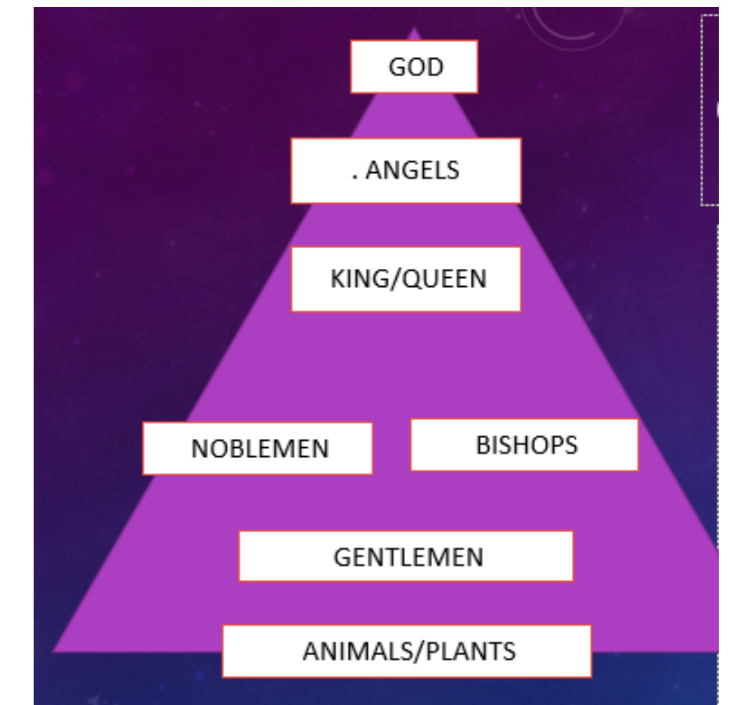 GOD
. ANGELS
KING/QUEEN
NOBLEMEN
BISHOPS
GENTLEMEN
ANIMALS/PLANTS